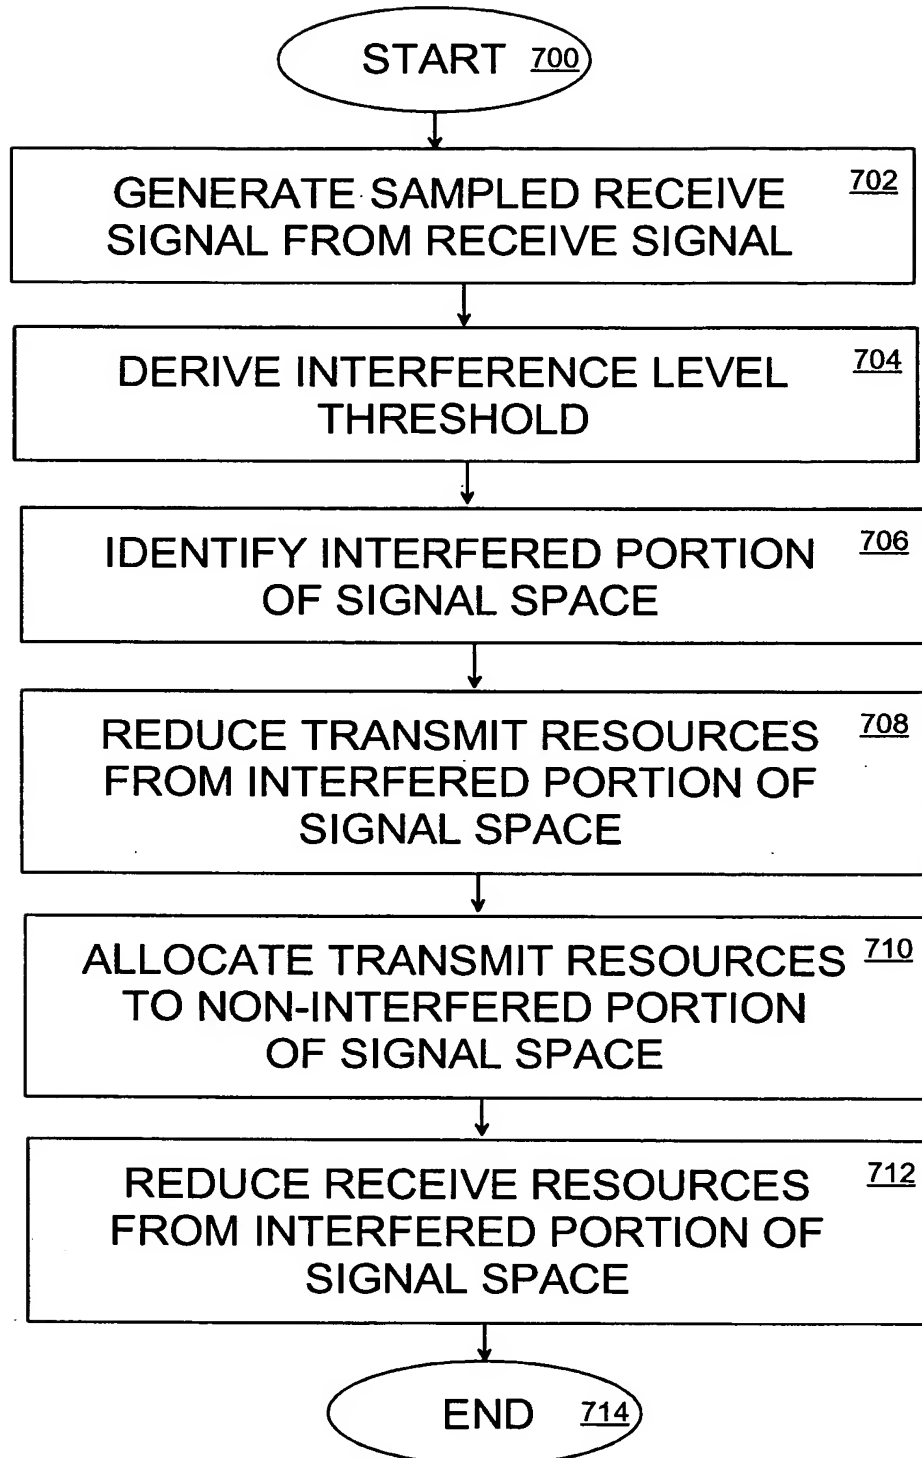 START 700
GENERATE SAMPLED RECEIVE 702
SIGNAL FROM RECEIVE SIGNAL
DERIVE INTERFERENCE LEVEL 704
THRESHOLD
IDENTIFY INTERFERED PORTION 706
OF SIGNAL SPACE
REDUCE TRANSMIT RESOURCES 708
FROM INTERFERED PORTION OF
SIGNAL SPACE
ALLOCATE TRANSMIT RESOURCES 710
TO NON-INTERFERED PORTION
OF SIGNAL SPACE
REDUCE RECEIVE RESOURCES 712
FROM INTERFERED PORTION OF
SIGNAL SPACE
END 714